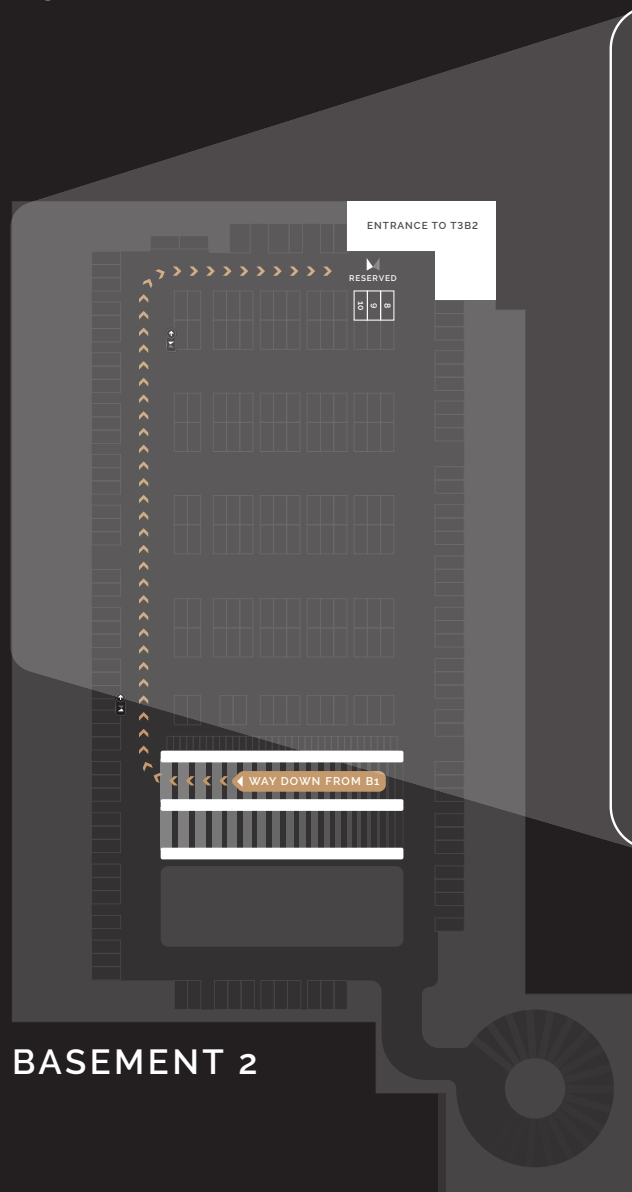 ENTRANCE TO T3B2
RESERVED
10 9 8
WAY DOWN FROM B1
BASEMENT 2